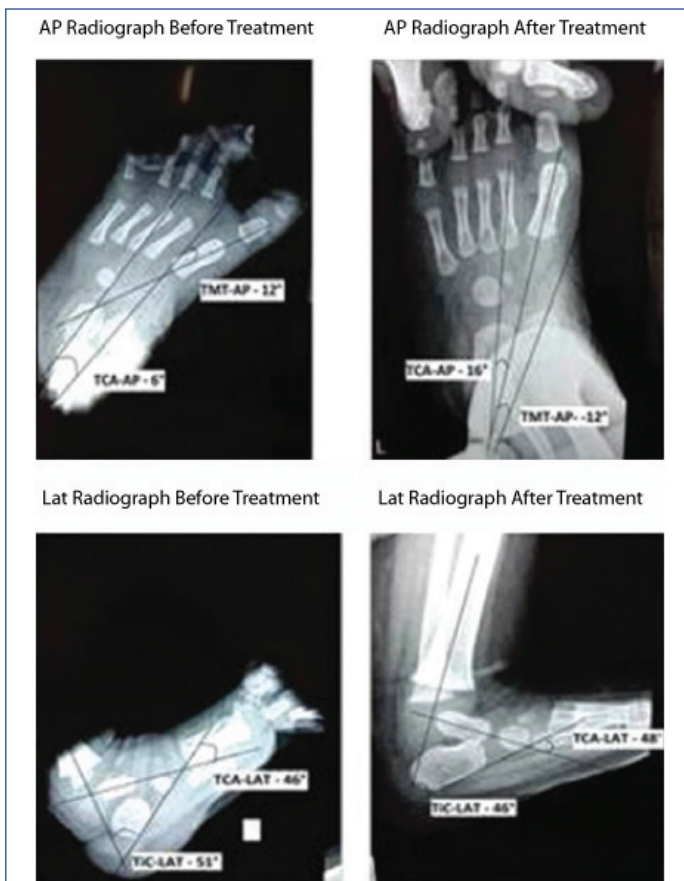 AP Radiograph Before Treatment
AP Radiograph After Treatment
TMT-AP - 12°
TCA-AP - 6°
TCA-AP - 16°
TMT-AP- -12°
L
Lat Radiograph Before Treatment
Lat Radiograph After Treatment
TCA-LAT - 46°
TiC-LAT - 51°
TCA-LAT - 48°
TiC-LAT - 46°